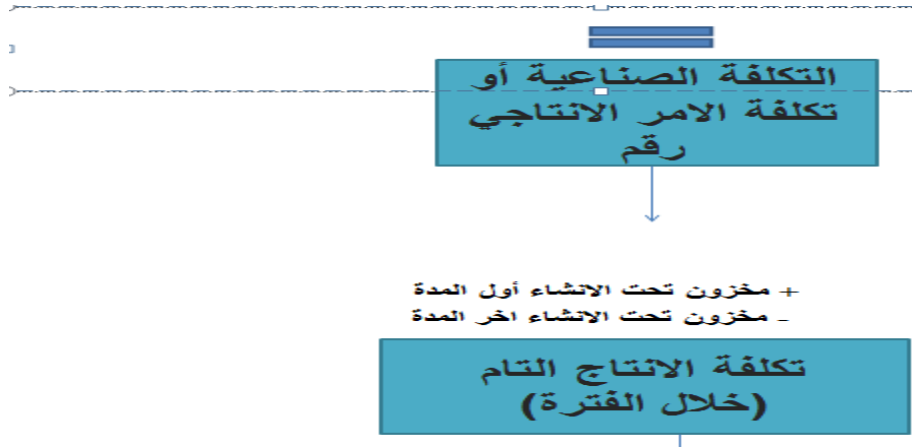 التكلفة الصناعية أو
تكلفة الامر الانتاجي
رقم
+ مخزون تحت الانشاء أول المدة
- مخزون تحت الانشاء اخر المدة
تكلفة الانتاج التام
(خلال الفترة)